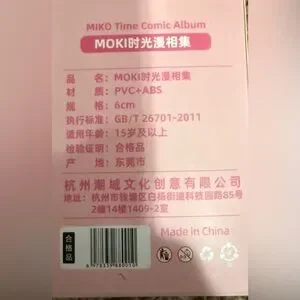 MIKO Time Comic Album
MOKI时光漫相集
品 名：MOKI时光漫相集
材 质：PVC+ABS
规 格：6cm
执行标准：GB/T 26701-2011
适用年龄：15岁及以上
检验证明：合格品
产 地：东莞市
杭州潮域文化创意有限公司
地址：杭州市钱塘区白杨街道科技园路85号
2幢14楼1409-2室
Made in China
合格品